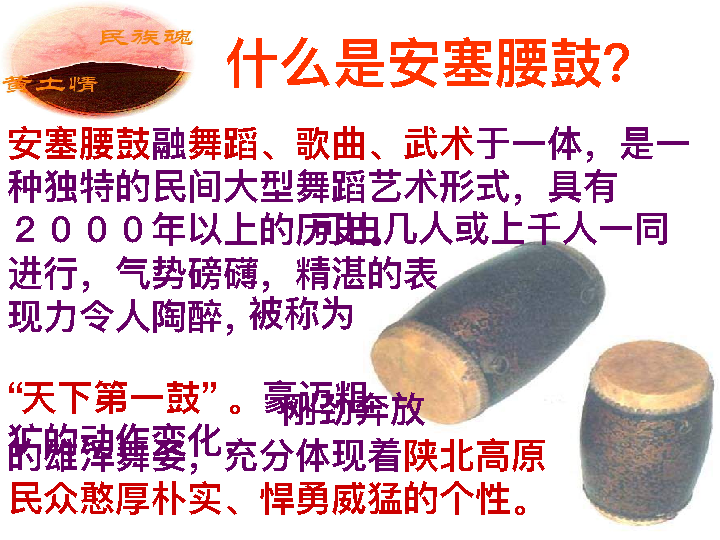 民族魂
黄土情
什么是安塞腰鼓？
安塞腰鼓融舞蹈、歌曲、武术于一体，是一
种独特的民间大型舞蹈艺术形式，具有
２０００年以上的历史。可由几人或上千人一同
进行，气势磅礴，精湛的表
现力令人陶醉，被称为
“天下第一鼓”。豪迈粗
犷的动作变化，刚劲奔放
的雄浑舞姿，充分体现着陕北高原
民众憨厚朴实、悍勇威猛的个性。